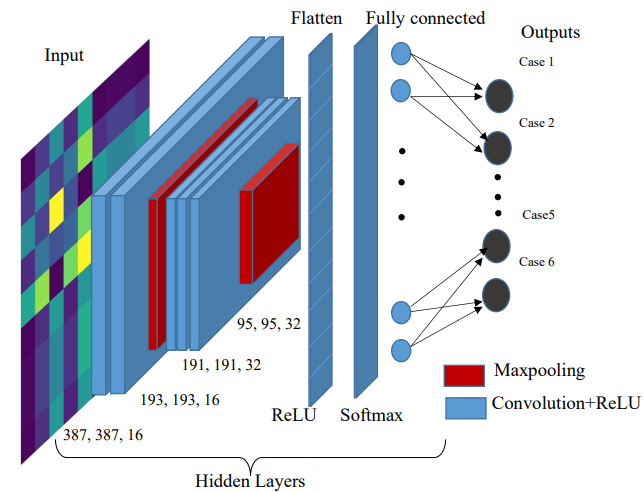 Flatten
Fully connected
Outputs
Input
Case 1
Case 2
Case5
Case 6
95, 95, 32
191, 191, 32
193, 193, 16
387, 387, 16
Maxpooling
Convolution+ReLU
ReLU
Softmax
Hidden Layers